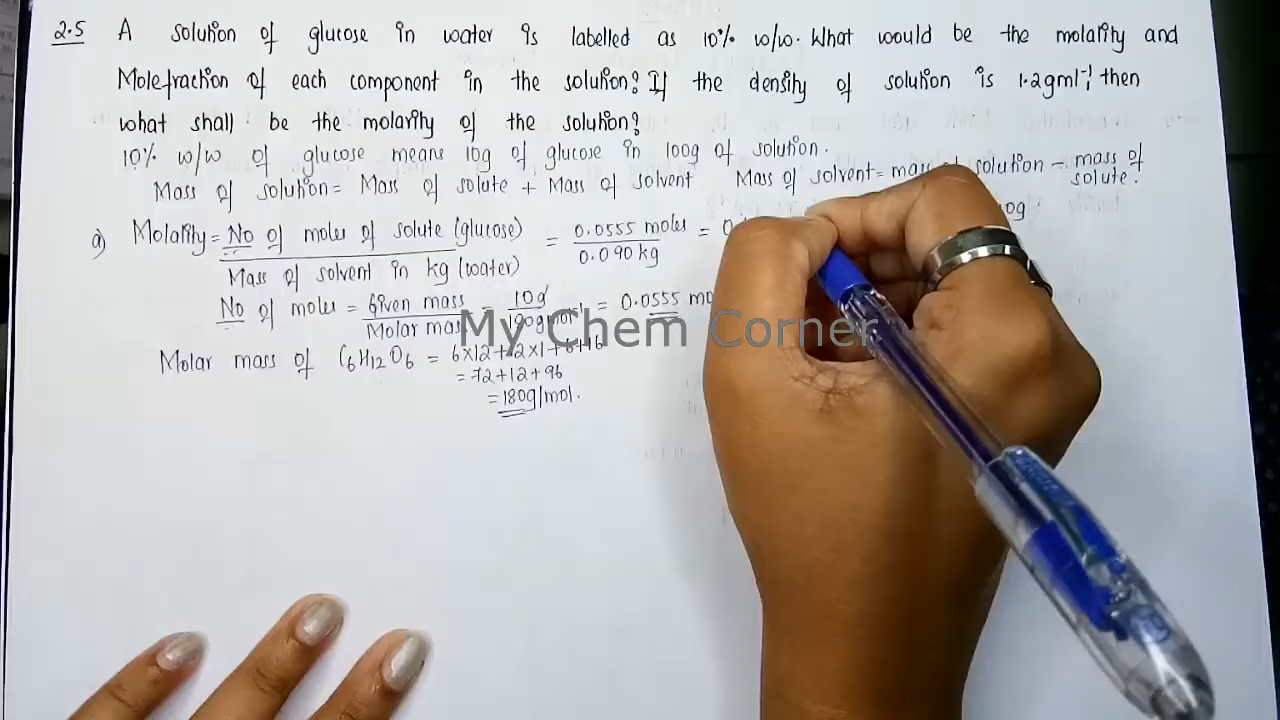 2.5 A solution of glucose in water is labelled as 10% w/w. What would be the molality and
Molefraction of each component in the solution? If the density of solution is 1.2gml⁻¹, then
what shall be the molarity of the solution?
10% w/w of glucose means 10g of glucose in 100g of solution.
Mass of solution = Mass of solute + Mass of solvent Mass of solvent = mass solution - mass of solute.
a) Molality = No of moles of solute (glucose) / Mass of solvent in kg (water) = 0.0555 moles / 0.090 kg =
No of moles = Given mass / Molar mass = 10g / 180gmol⁻¹ = 0.0555
My Chem Corner
Molar mass of C6H12O6 = 6×12+12×1+6×16
= 72+12+96
= 180g/mol.